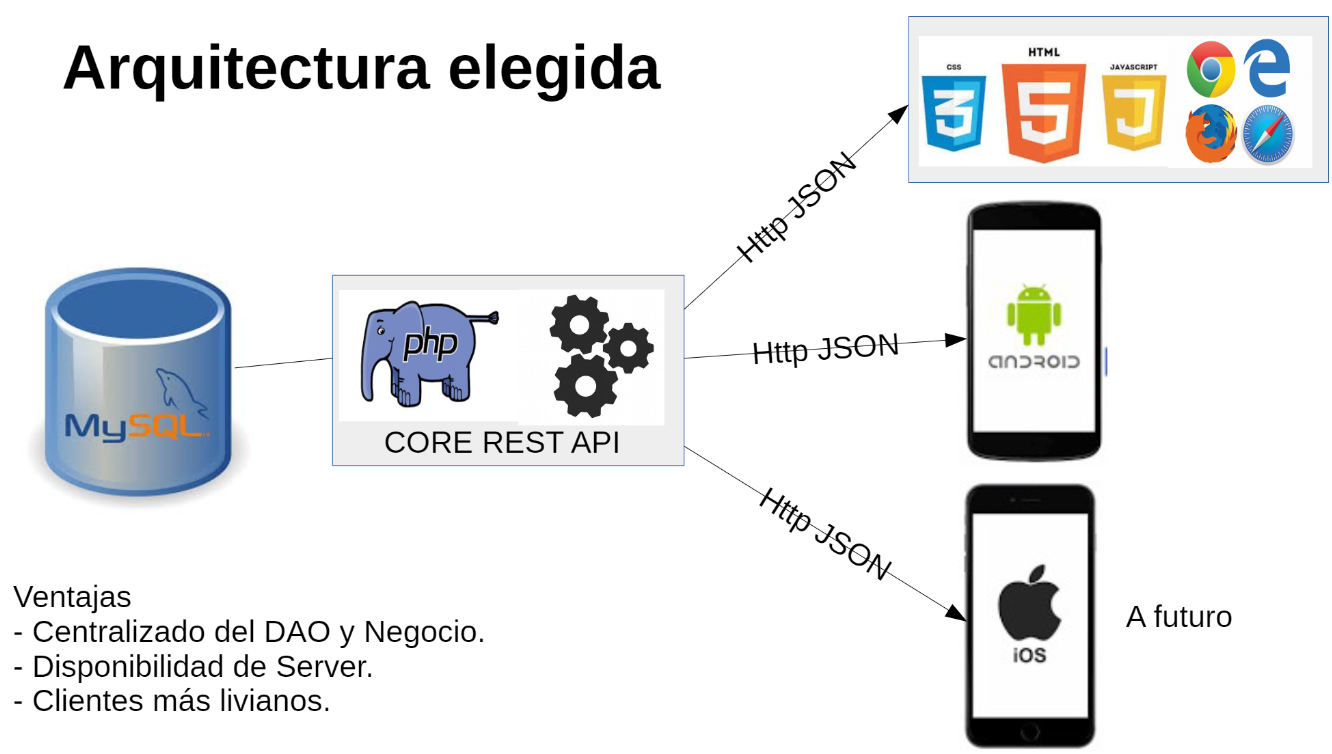 Arquitectura elegida
CSS
HTML
JAVASCRIPT
Http JSON
Http JSON
ANDROID
MySQL
php
CORE REST API
Http JSON
iOS
A futuro
Ventajas
- Centralizado del DAO y Negocio.
- Disponibilidad de Server.
- Clientes más livianos.